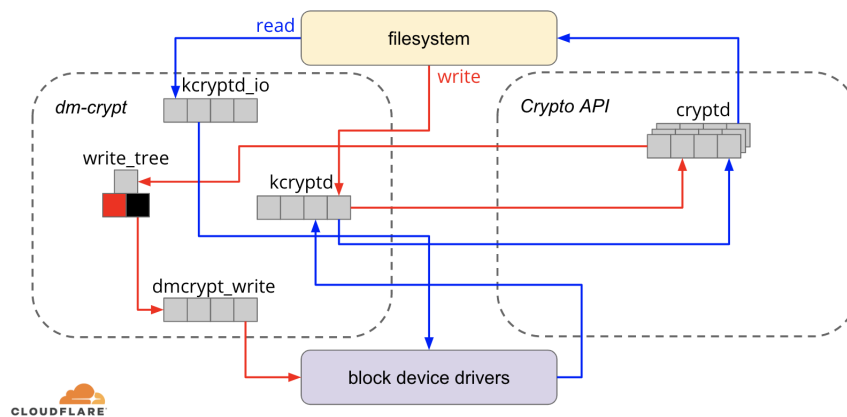 filesystem
read
write
kcryptd_io
dm-crypt
Crypto API
cryptd
write_tree
kcryptd
dmcrypt_write
block device drivers
CLOUDFLARE